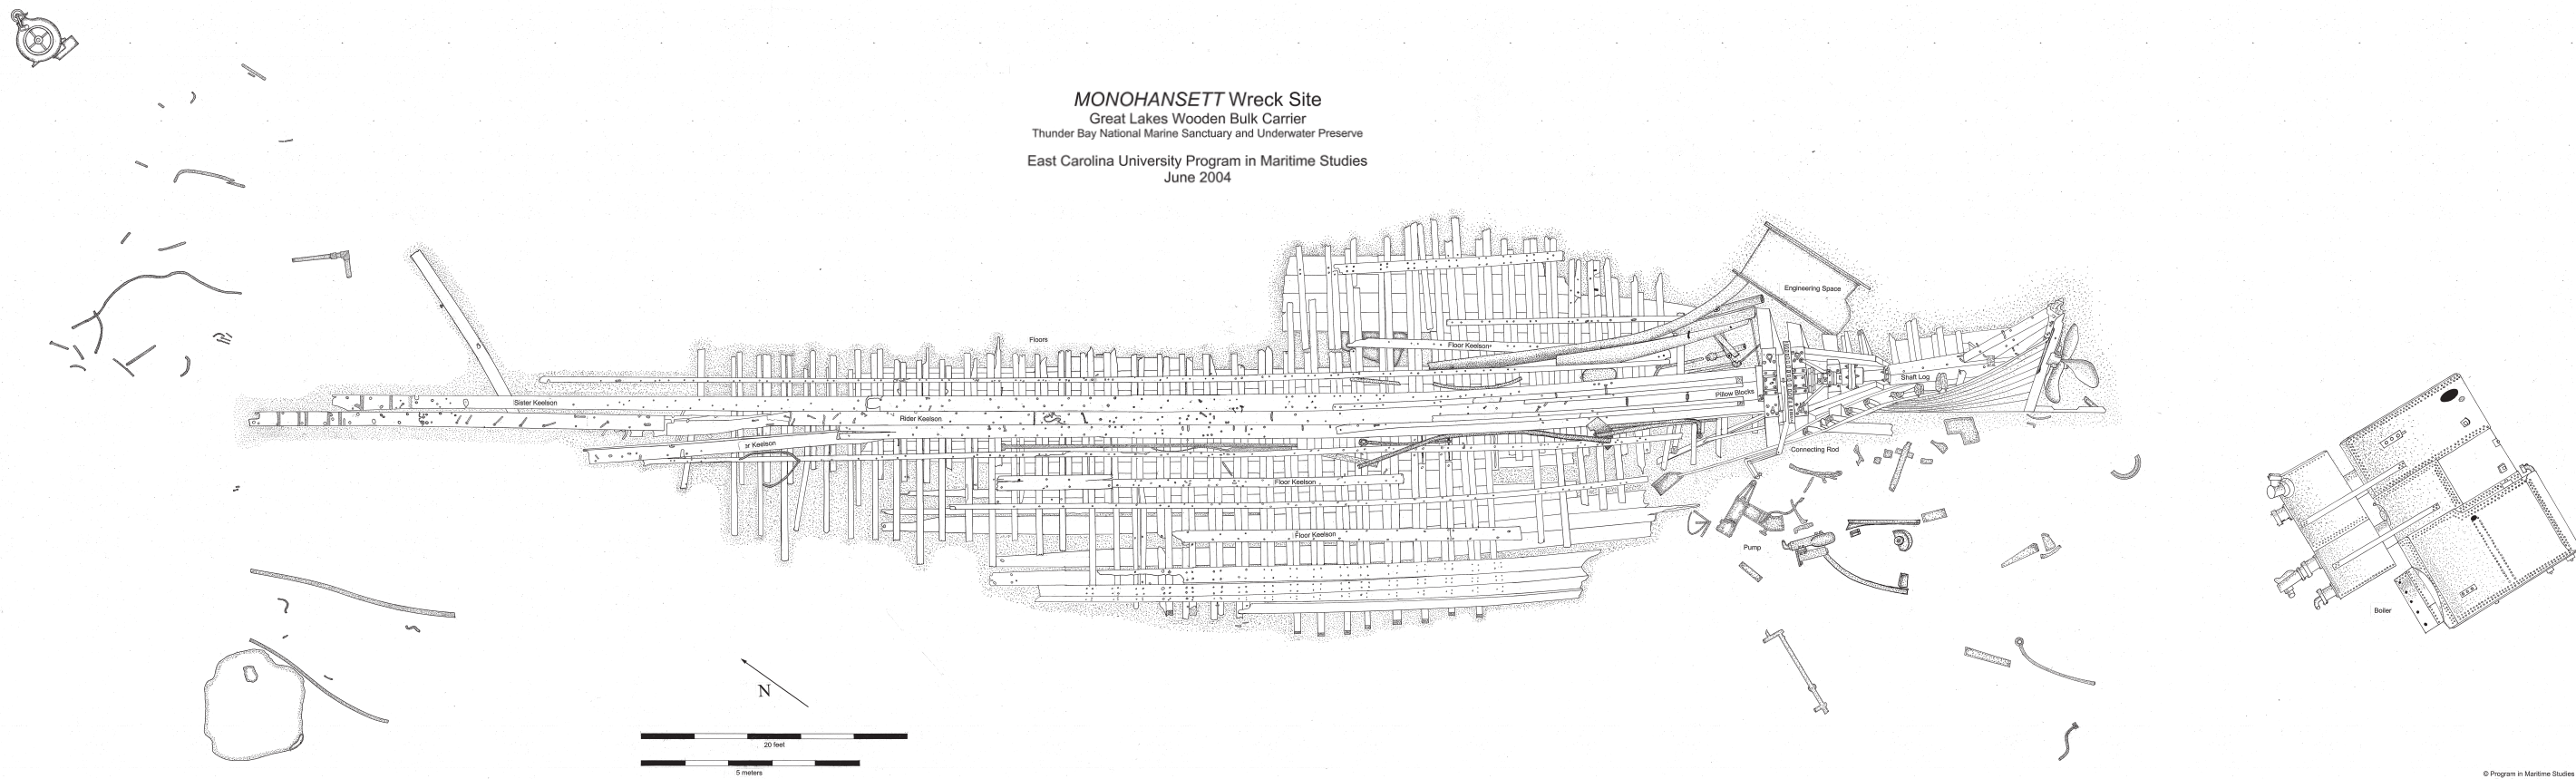 MONOHANSETT Wreck Site
Great Lakes Wooden Bulk Carrier
Thunder Bay National Marine Sanctuary and Underwater Preserve
East Carolina University Program in Maritime Studies
June 2004
Engineering Space
Floors
Floor Keelson
Shaft Log
Pillow Blocks
Sister Keelson
Rider Keelson
sr Keelson
Connecting Rod
Floor Keelson
Floor Keelson
Pump
Boiler
N
20 feet
5 meters
© Program in Maritime Studies